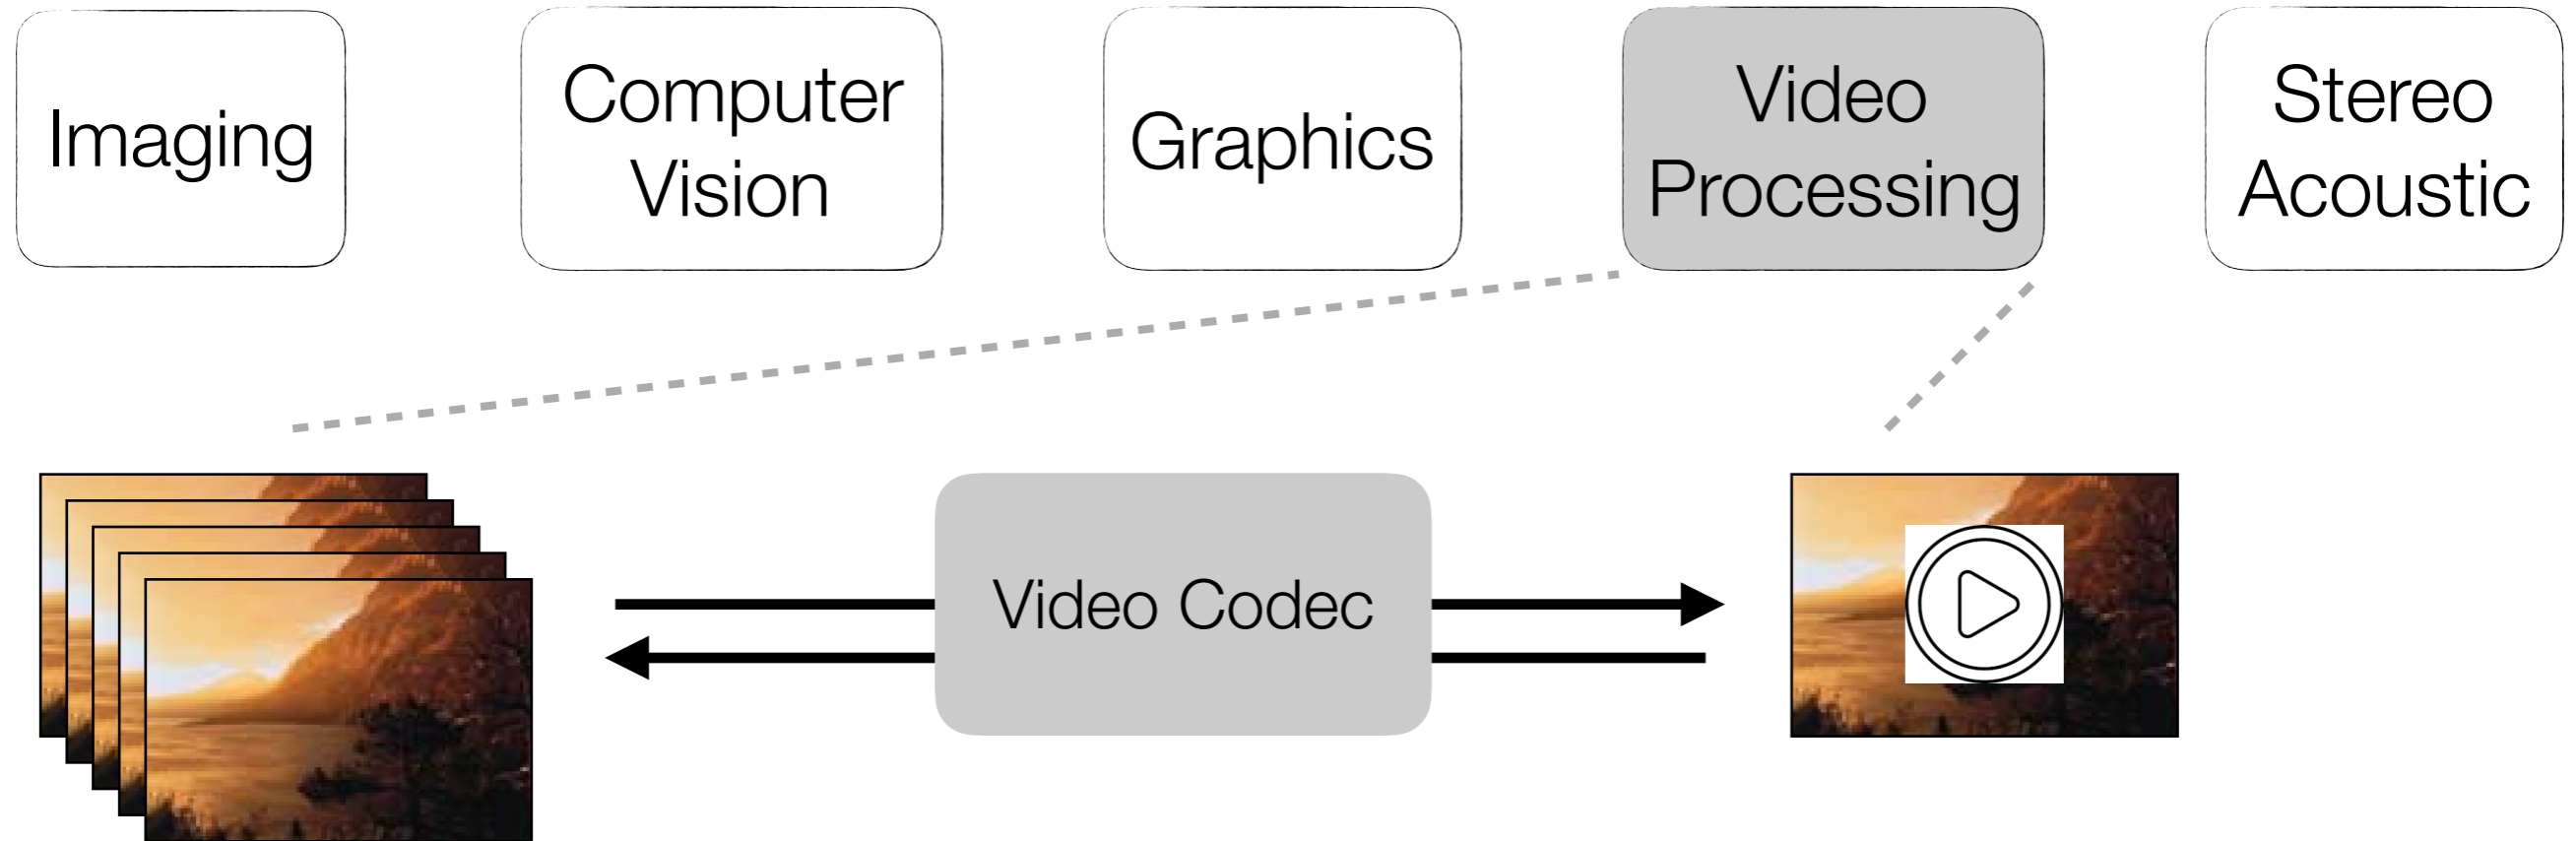 Imaging
Computer
Vision
Graphics
Video
Processing
Stereo
Acoustic
Video Codec